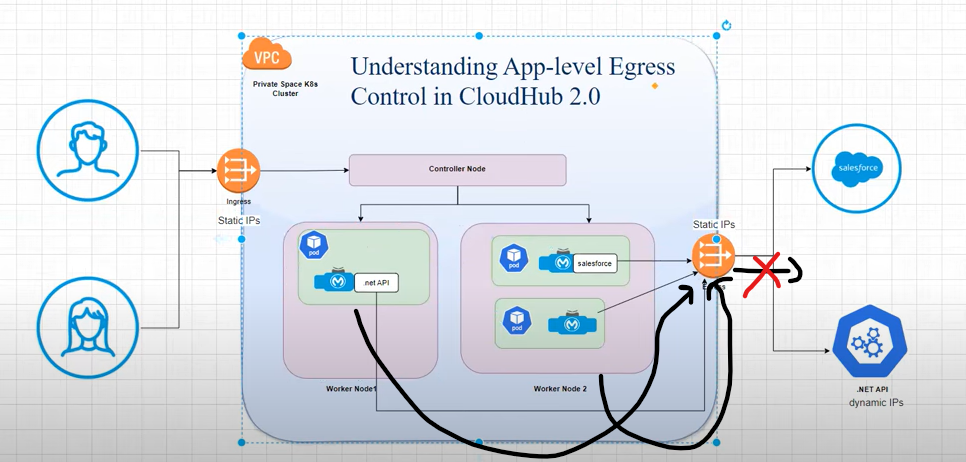 VPC
Private Space K8s
Cluster
Understanding App-level Egress
Control in CloudHub 2.0
Controller Node
Ingress
Static IPs
Static IPs
salesforce
pod
.net API
pod
salesforce
pod
Worker Node1
Worker Node 2
.NET API
dynamic IPs